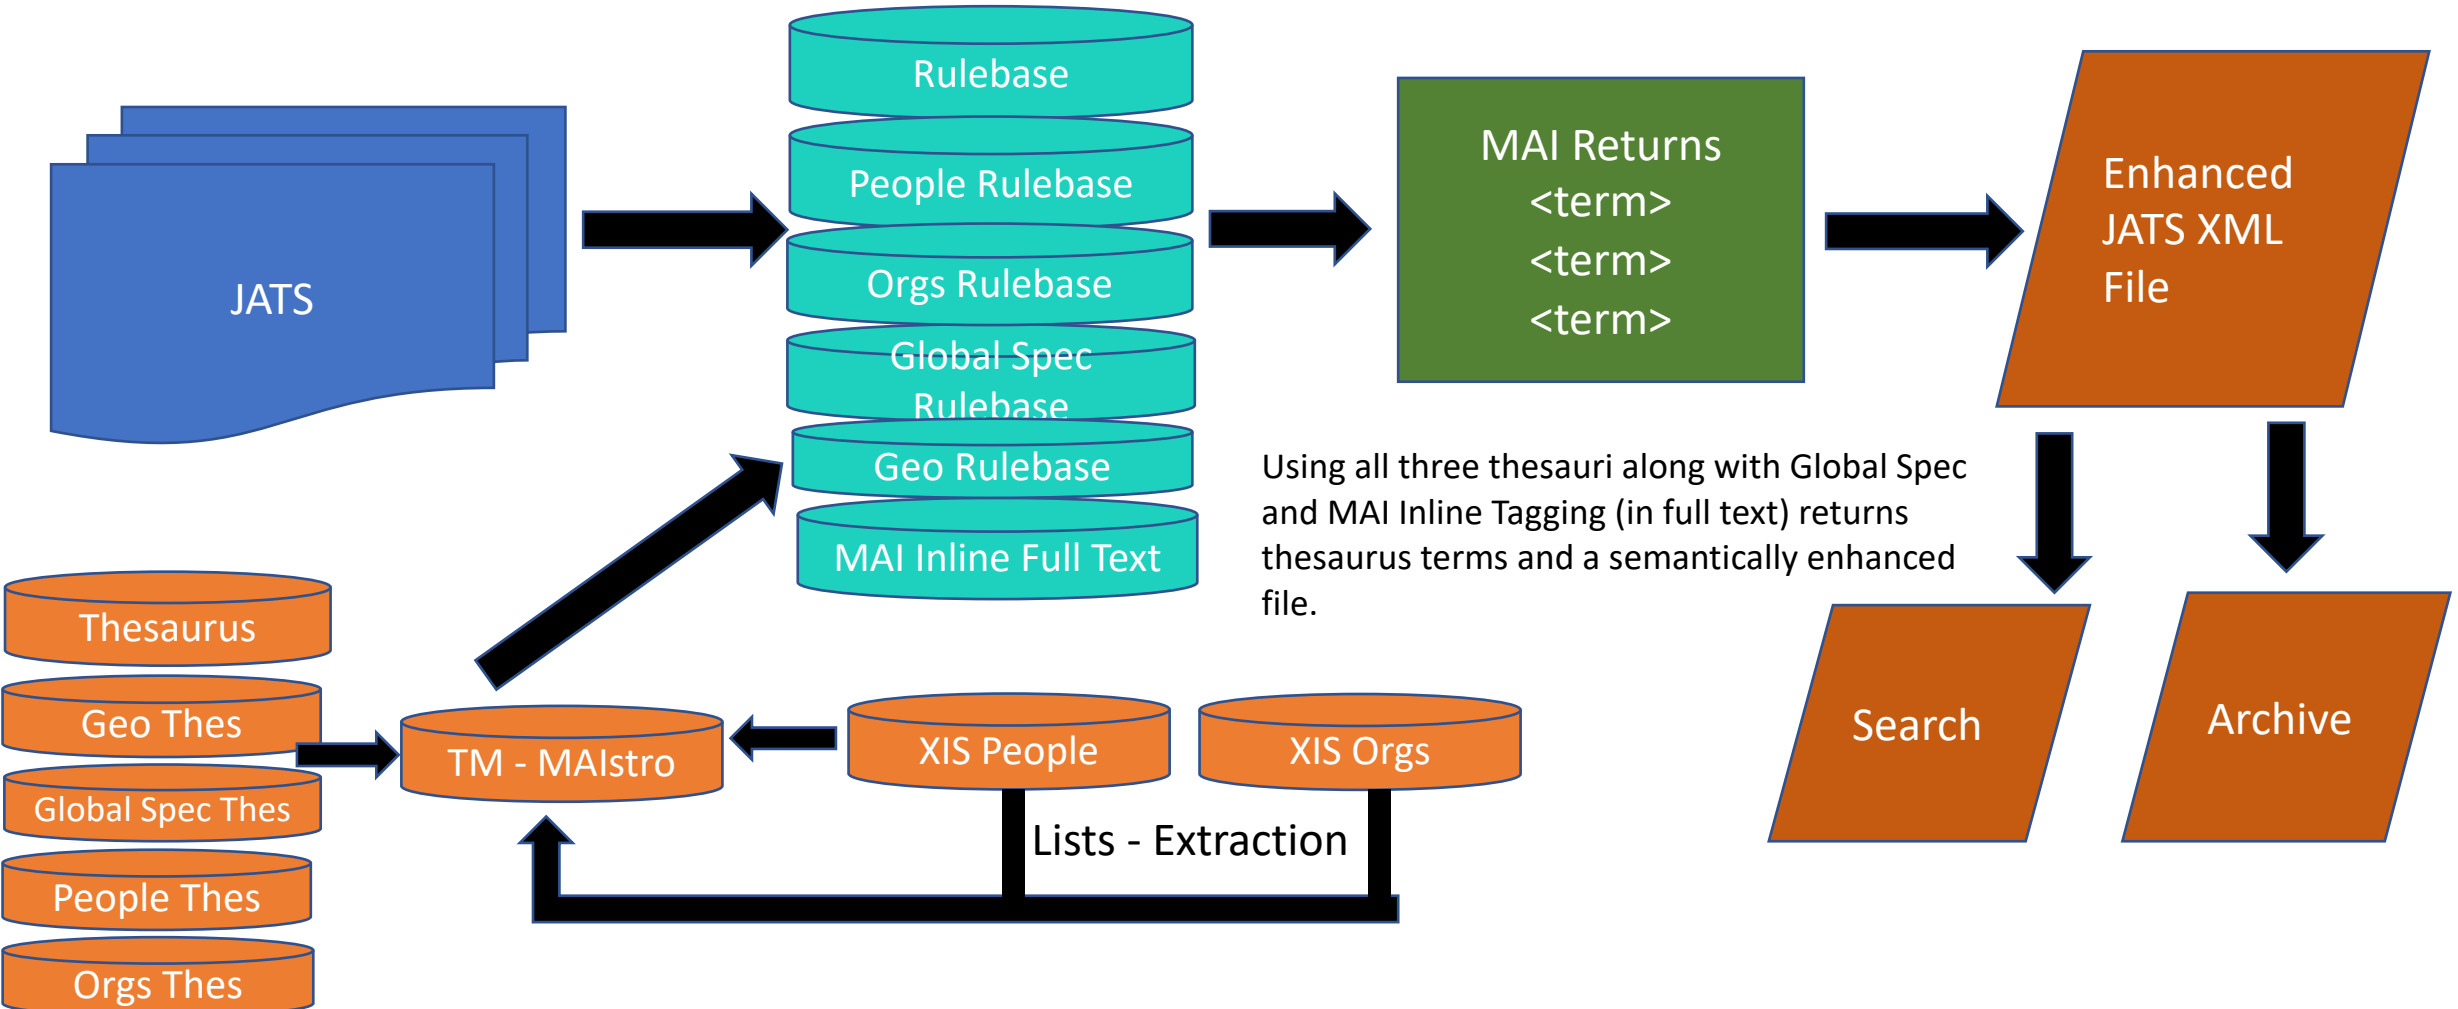 JATS
Rulebase
People Rulebase
Orgs Rulebase
Global Spec
Rulebase
Geo Rulebase
MAI Inline Full Text
MAI Returns
<term>
<term>
<term>
Enhanced
JATS XML
File
Using all three thesauri along with Global Spec
and MAI Inline Tagging (in full text) returns
thesaurus terms and a semantically enhanced
file.
Thesaurus
Geo Thes
Global Spec Thes
People Thes
Orgs Thes
TM - MAIstro
XIS People
XIS Orgs
Lists - Extraction
Search
Archive